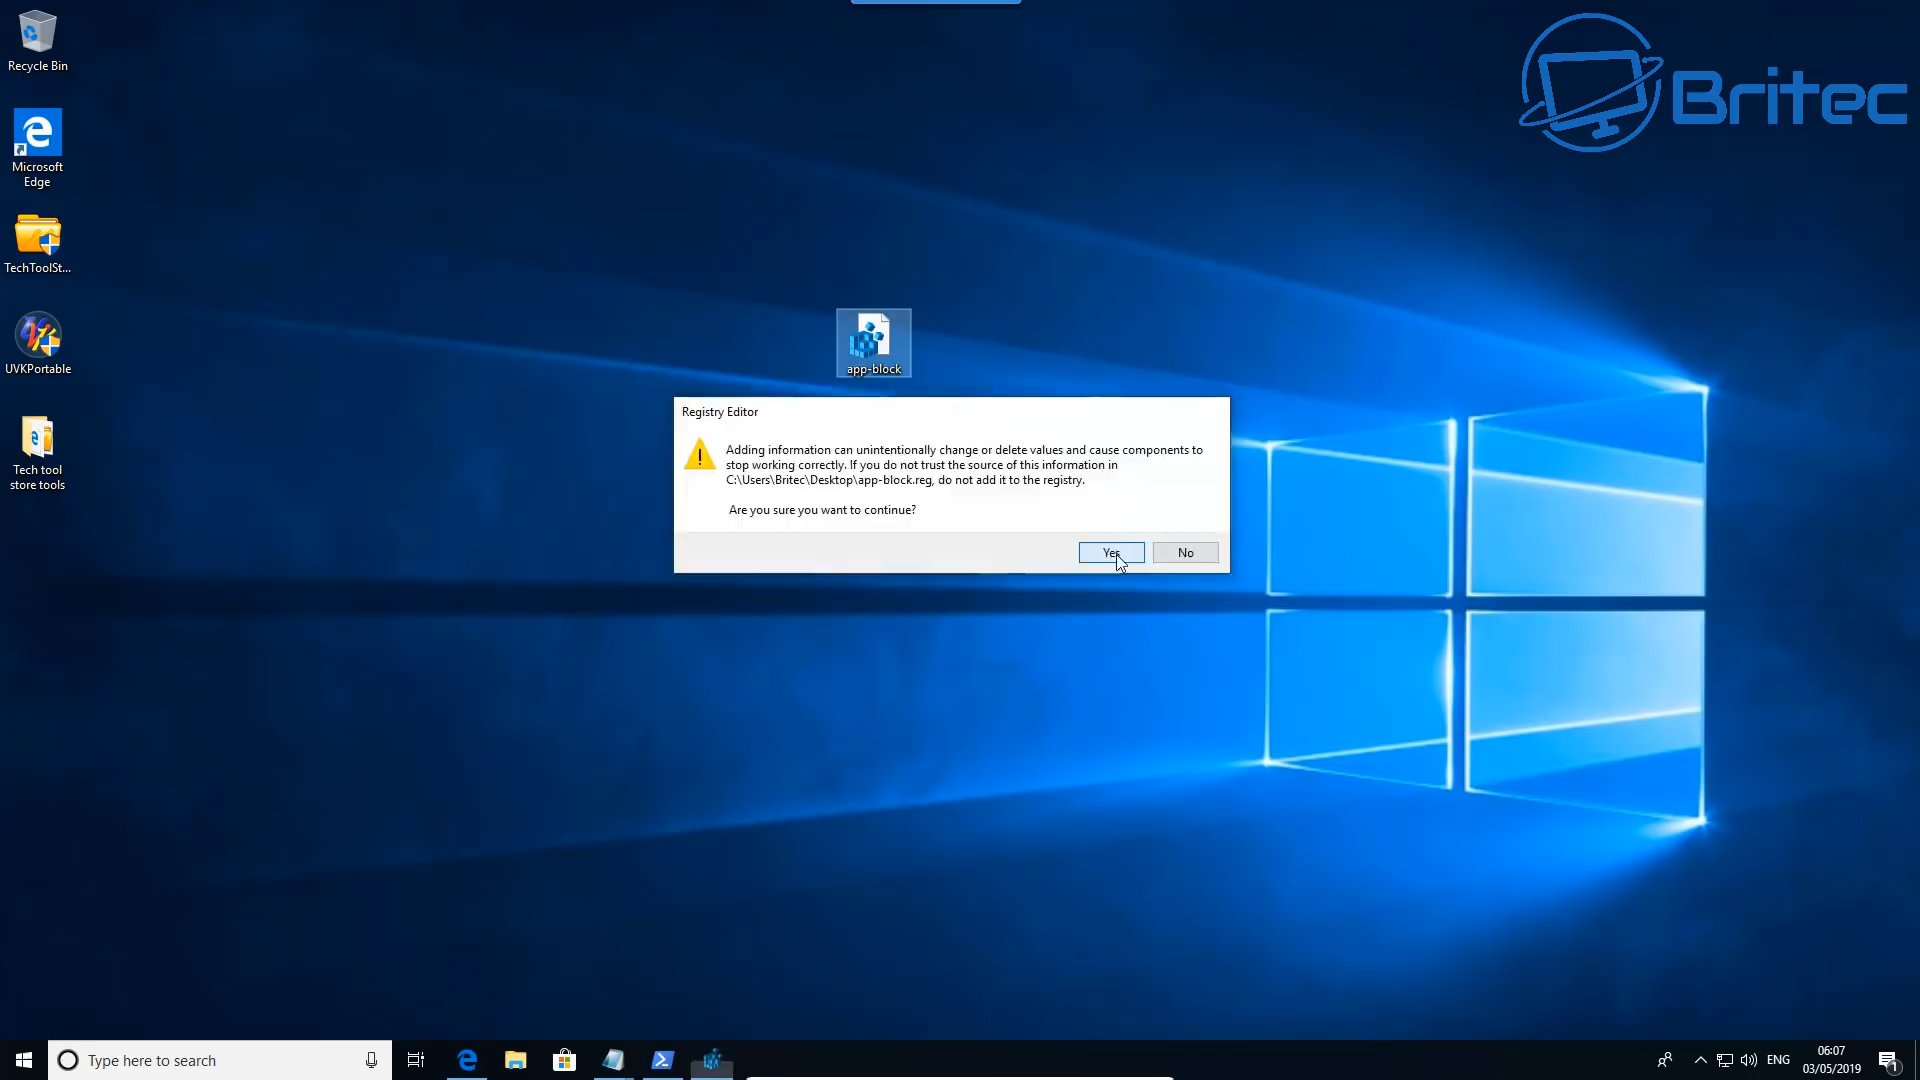 Recycle Bin
Microsoft
Edge
TechToolSt...
UVKPortable
Tech tool
store tools
Britec
app-block
Registry Editor
Adding information can unintentionally change or delete values and cause components to
stop working correctly. If you do not trust the source of this information in
C:\Users\Britec\Desktop\app-block.reg, do not add it to the registry.
Are you sure you want to continue?
Yes
No
Type here to search
ENG
06:07
03/05/2019
1